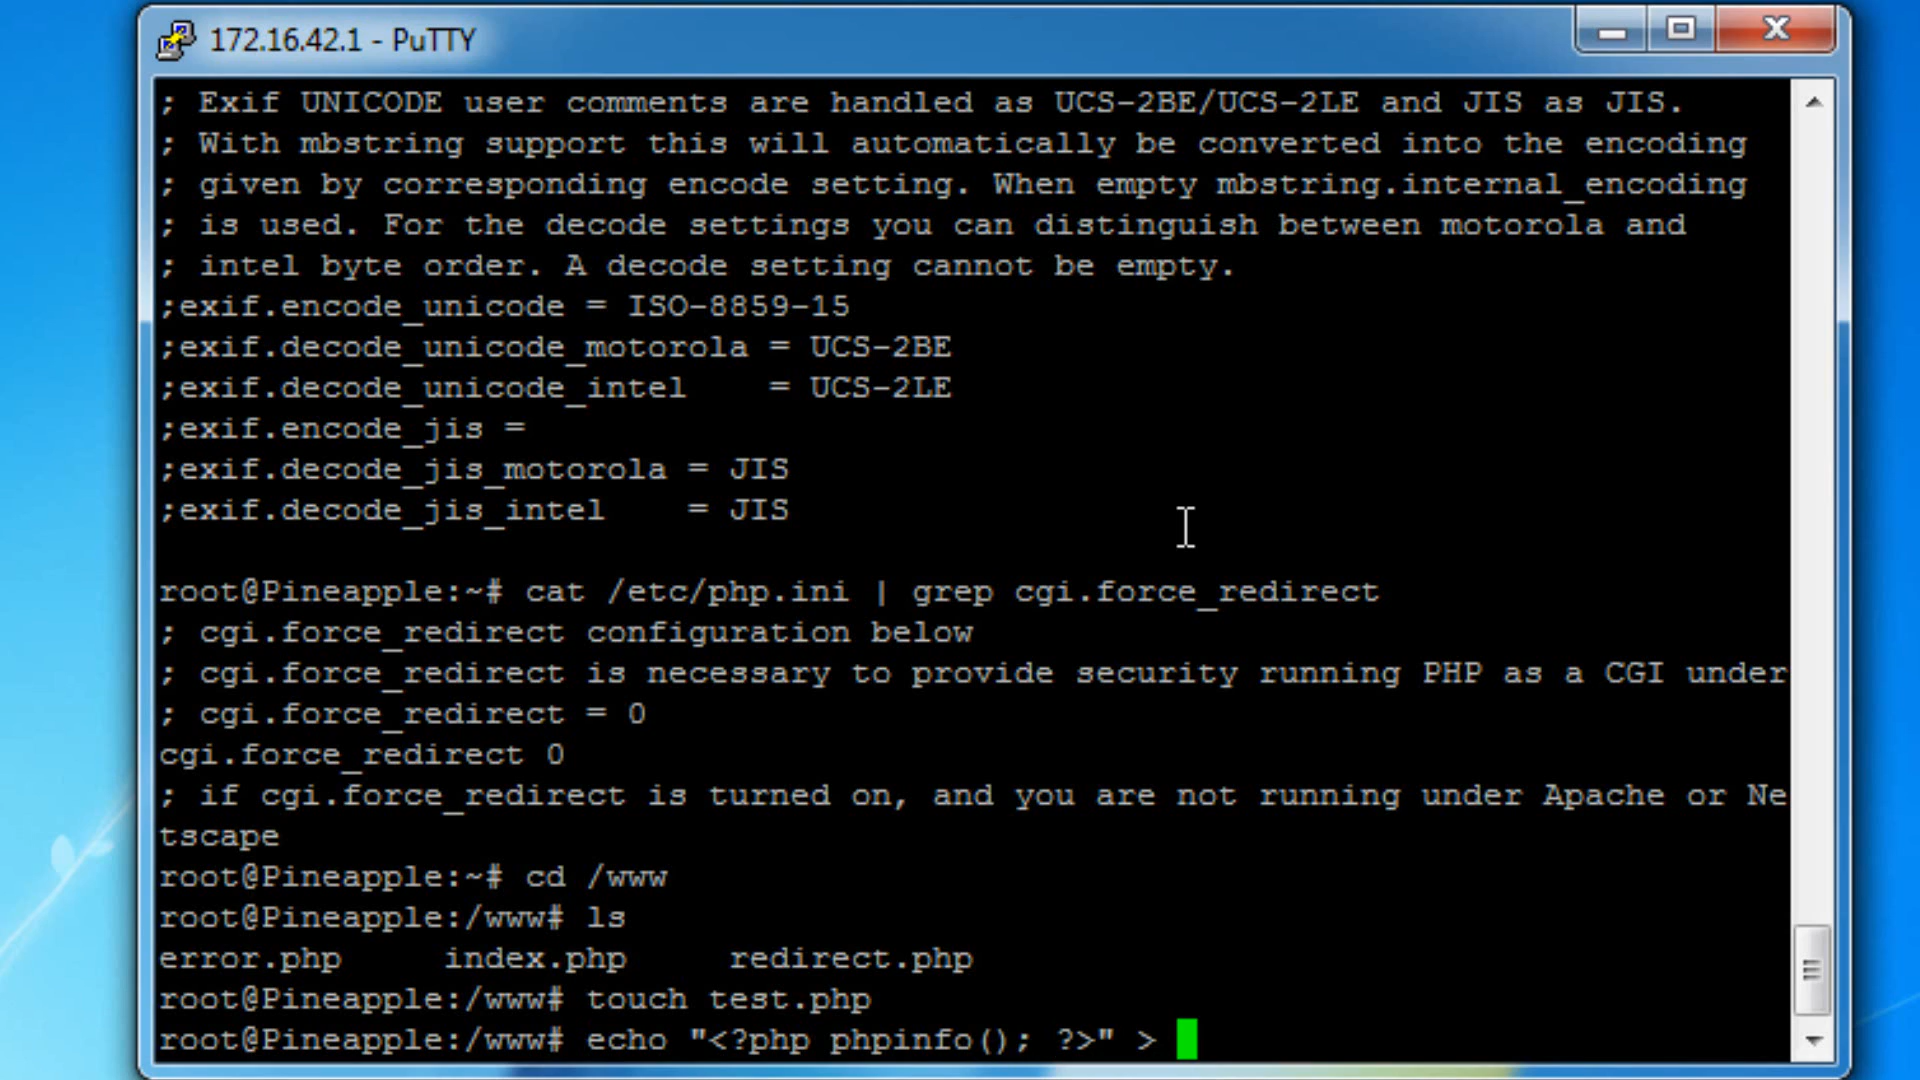 172.16.42.1 - PuTTY
; Exif UNICODE user comments are handled as UCS-2BE/UCS-2LE and JIS as JIS.
; With mbstring support this will automatically be converted into the encoding
; given by corresponding encode setting. When empty mbstring.internal_encoding
; is used. For the decode settings you can distinguish between motorola and
; intel byte order. A decode setting cannot be empty.
;exif.encode_unicode = ISO-8859-15
;exif.decode_unicode_motorola = UCS-2BE
;exif.decode_unicode_intel    = UCS-2LE
;exif.encode_jis =
;exif.decode_jis_motorola = JIS
;exif.decode_jis_intel    = JIS
root@Pineapple:~# cat /etc/php.ini | grep cgi.force_redirect
; cgi.force_redirect configuration below
; cgi.force_redirect is necessary to provide security running PHP as a CGI under
; cgi.force_redirect = 0
cgi.force_redirect 0
; if cgi.force_redirect is turned on, and you are not running under Apache or Ne
tscape
root@Pineapple:~# cd /www
root@Pineapple:/www# ls
error.php     index.php     redirect.php
root@Pineapple:/www# touch test.php
root@Pineapple:/www# echo "<?php phpinfo(); ?>" >